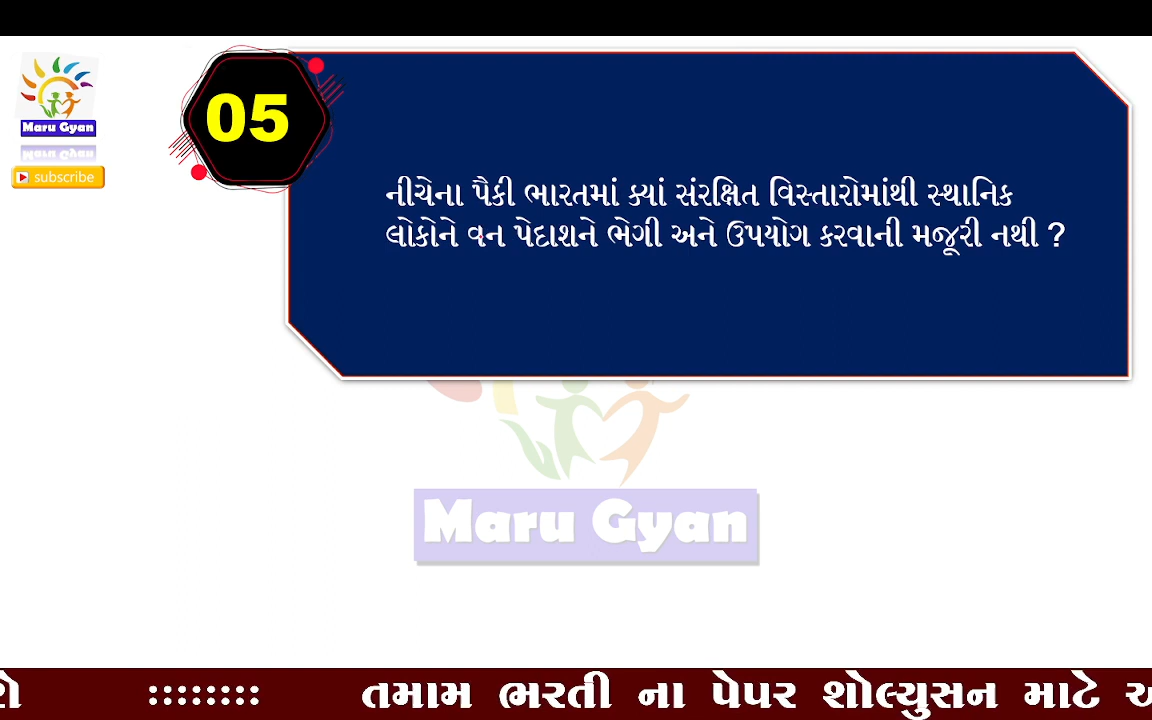 Maru Gyan
subscribe
05
નીચેના પૈકી ભારતમાં ક્યાં સંરક્ષિત વિસ્તારોમાંથી સ્થાનિક
લોકોને વન પેદાશને ભેગી અને ઉપયોગ કરવાની મજૂરી નથી ?
Maru Gyan
:::::::: તમામ ભરતી ના પેપર શોલ્યુસન માટે